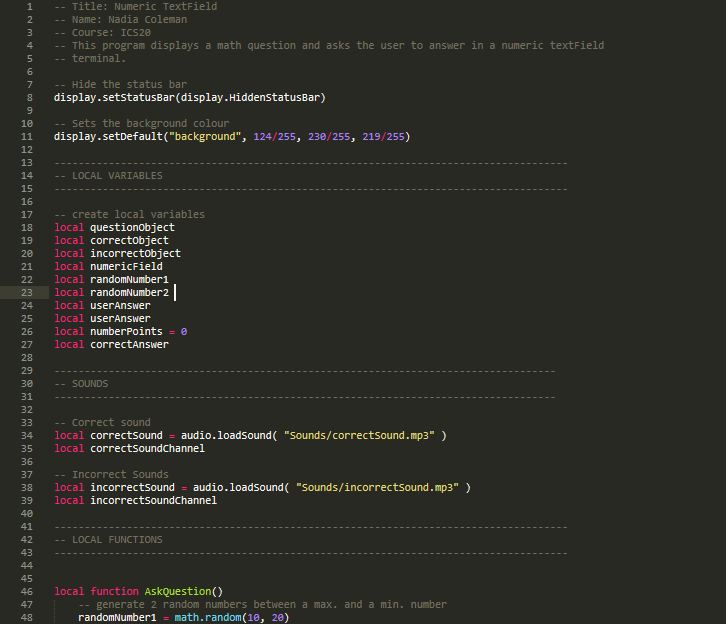 1 -- Title: Numeric TextField
2 -- Name: Nadia Coleman
3 -- Course: ICS20
4 -- This program displays a math question and asks the user to answer in a numeric textField
5 -- terminal.
6
7 -- Hide the status bar
8 display.setStatusBar(display.HiddenStatusBar)
9
10 -- Sets the background colour
11 display.setDefault("background", 124/255, 230/255, 219/255)
12
13 --------------------------------------------------------------------------------------
14 -- LOCAL VARIABLES
15 --------------------------------------------------------------------------------------
16
17 -- create local variables
18 local questionObject
19 local correctObject
20 local incorrectObject
21 local numericField
22 local randomNumber1
23 local randomNumber2
24 local userAnswer
25 local userAnswer
26 local numberPoints = 0
27 local correctAnswer
28
29 ------------------------------------------------------------------------------------
30 -- SOUNDS
31 ------------------------------------------------------------------------------------
32
33 -- Correct sound
34 local correctSound = audio.loadSound( "Sounds/correctSound.mp3" )
35 local correctSoundChannel
36
37 -- Incorrect Sounds
38 local incorrectSound = audio.loadSound( "Sounds/incorrectSound.mp3" )
39 local incorrectSoundChannel
40
41 --------------------------------------------------------------------------------------
42 -- LOCAL FUNCTIONS
43 --------------------------------------------------------------------------------------
44
45
46 local function AskQuestion()
47 -- generate 2 random numbers between a max. and a min. number
48 randomNumber1 = math.random(10, 20)